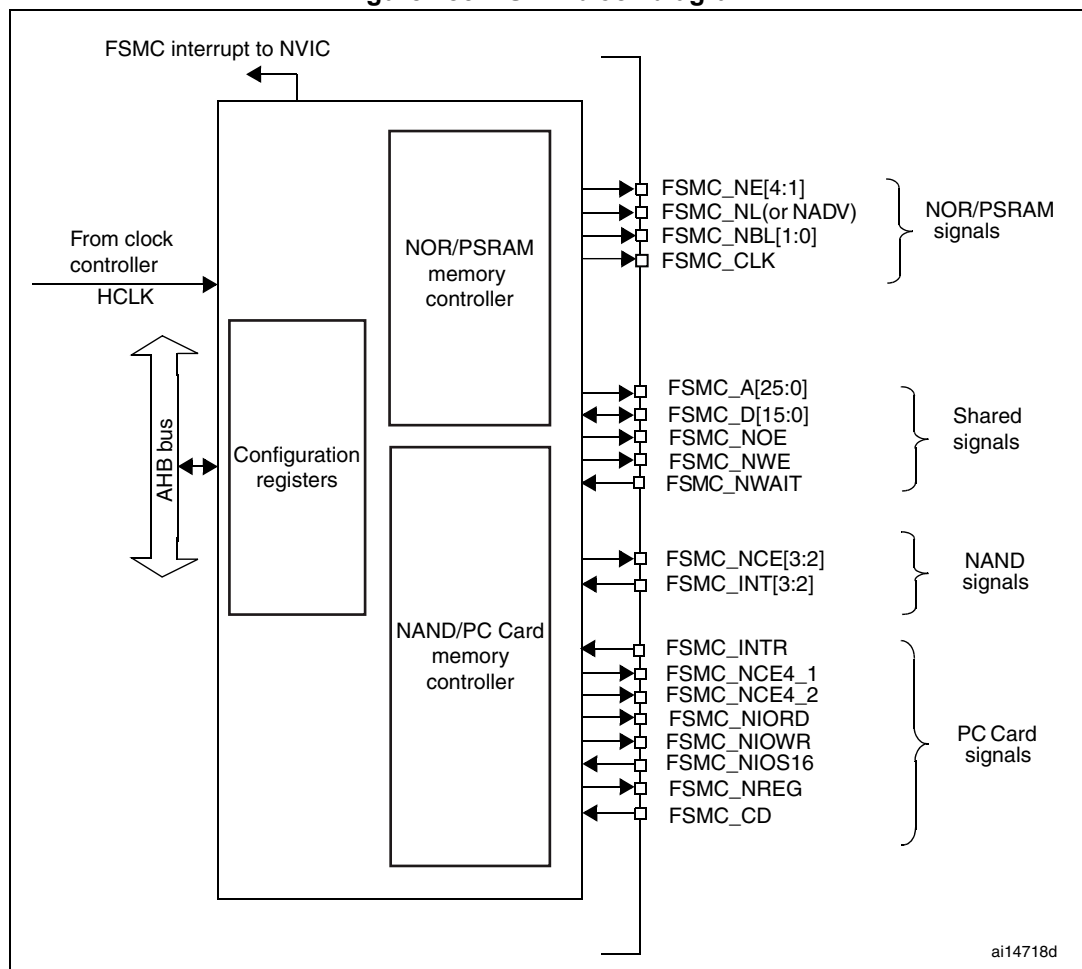 FSMC interrupt to NVIC
From clock
controller
HCLK
AHB bus
Configuration
registers
NOR/PSRAM
memory
controller
NAND/PC Card
memory
controller
FSMC_NE[4:1]
FSMC_NL(or NADV)
FSMC_NBL[1:0]
FSMC_CLK
NOR/PSRAM
signals
FSMC_A[25:0]
FSMC_D[15:0]
FSMC_NOE
FSMC_NWE
FSMC_NWAIT
Shared
signals
FSMC_NCE[3:2]
FSMC_INT[3:2]
NAND
signals
FSMC_INTR
FSMC_NCE4_1
FSMC_NCE4_2
FSMC_NIORD
FSMC_NIOWR
FSMC_NIOS16
FSMC_NREG
FSMC_CD
PC Card
signals
ai14718d